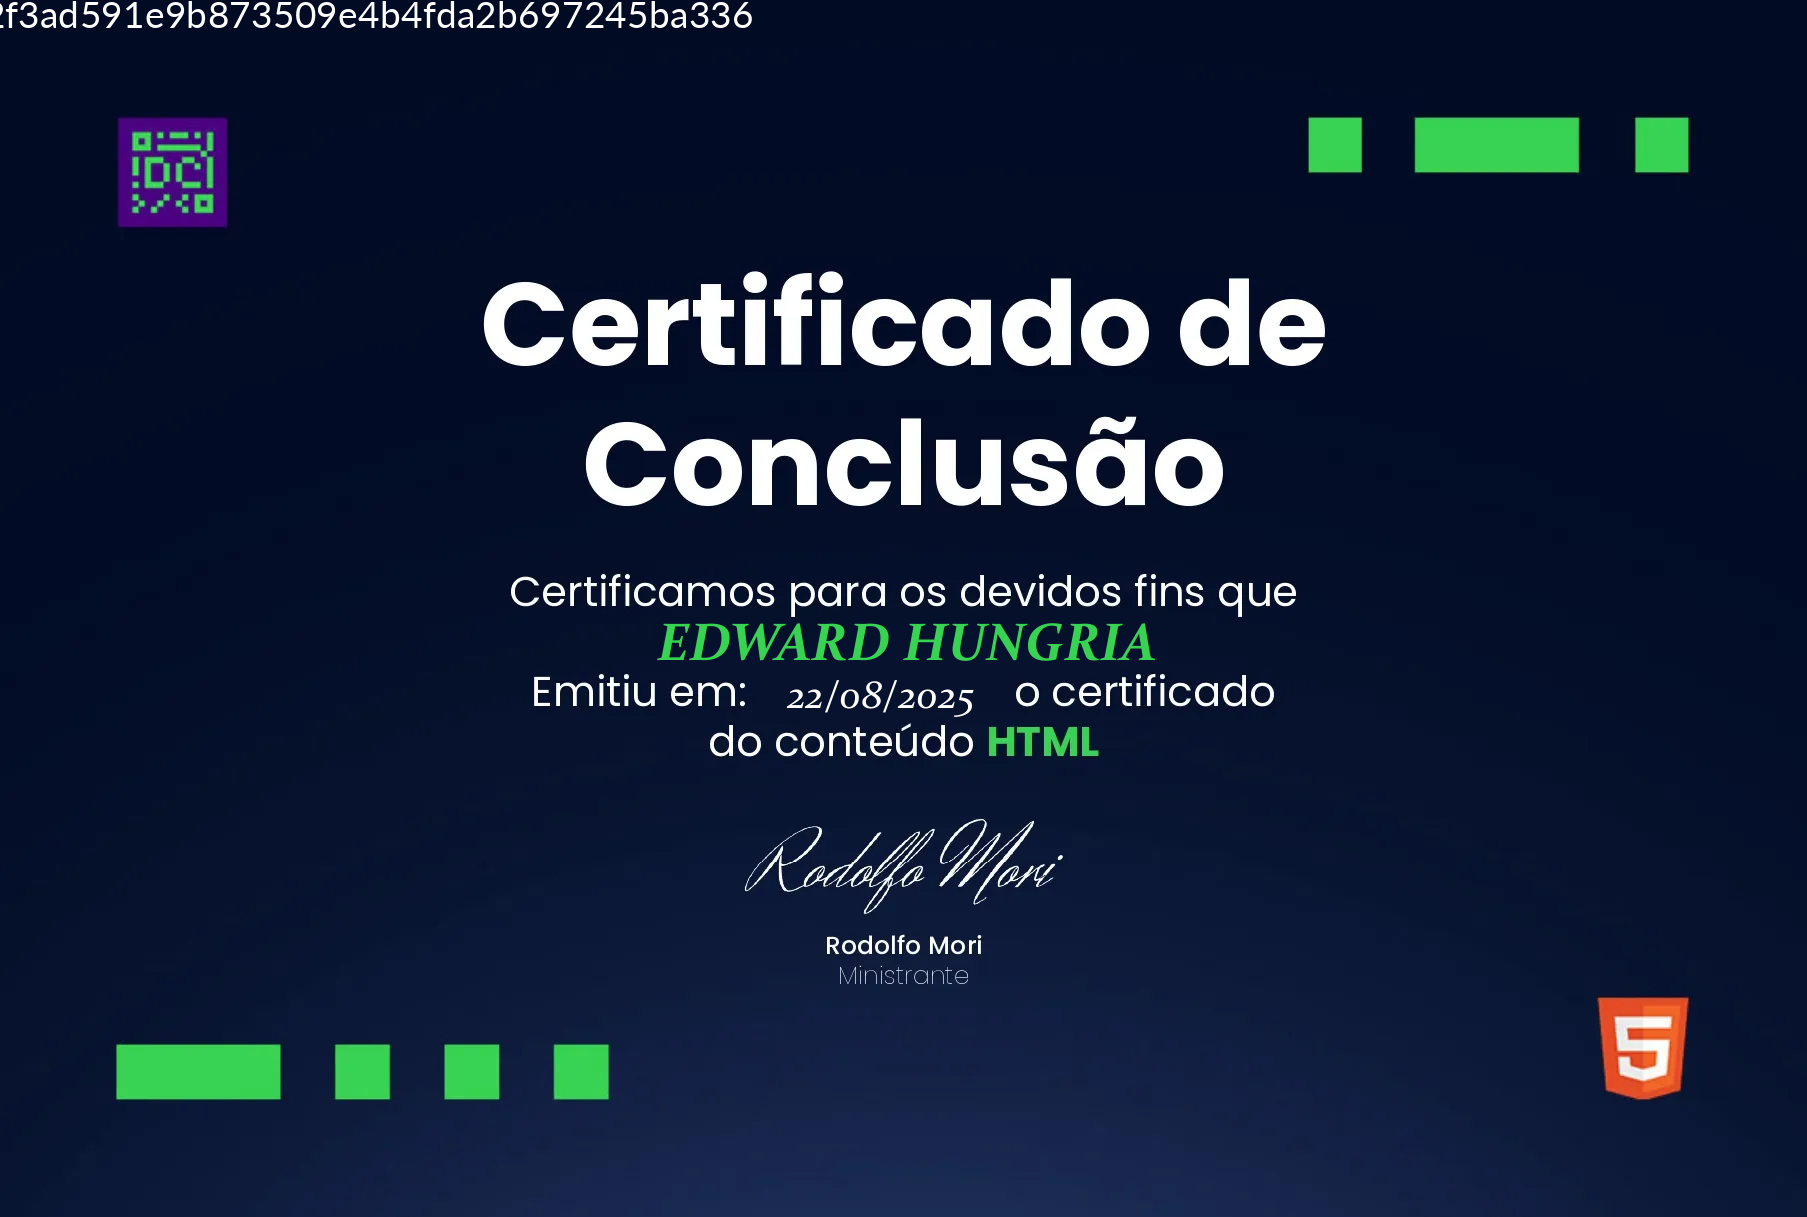 2f3ad591e9b873509e4b4fda2b697245ba336
DC
Certificado de
Conclusão
Certificamos para os devidos fins que
EDWARD HUNGRIA
Emitiu em: 22/08/2025 o certificado
do conteúdo HTML
Rodolfo Mori
Rodolfo Mori
Ministrante
5